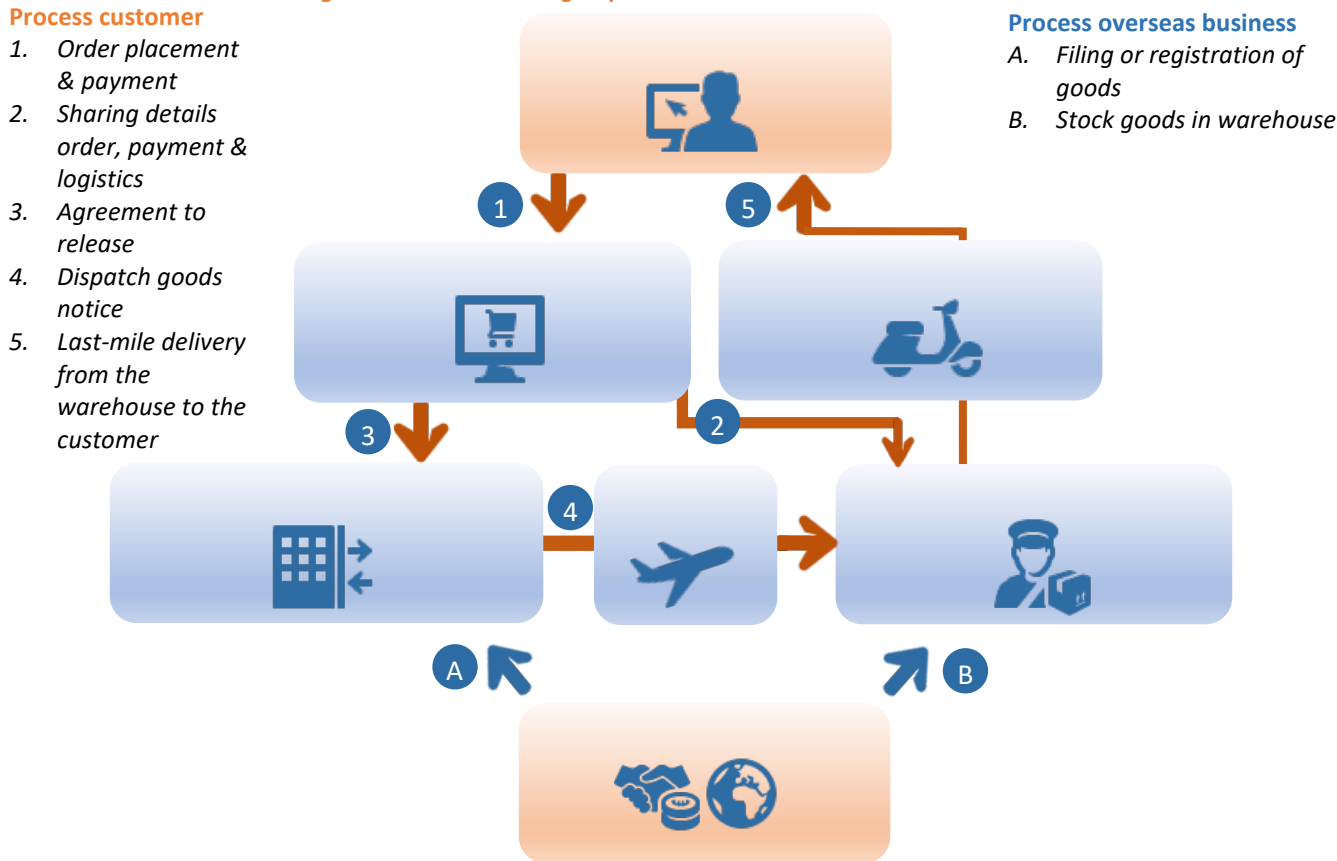 Process customer
1. Order placement
& payment
2. Sharing details
order, payment &
logistics
3. Agreement to
release
4. Dispatch goods
notice
5. Last-mile delivery
from the
warehouse to the
customer
Process overseas business
A. Filing or registration of
goods
B. Stock goods in warehouse
1
5
2
3
4
A
B